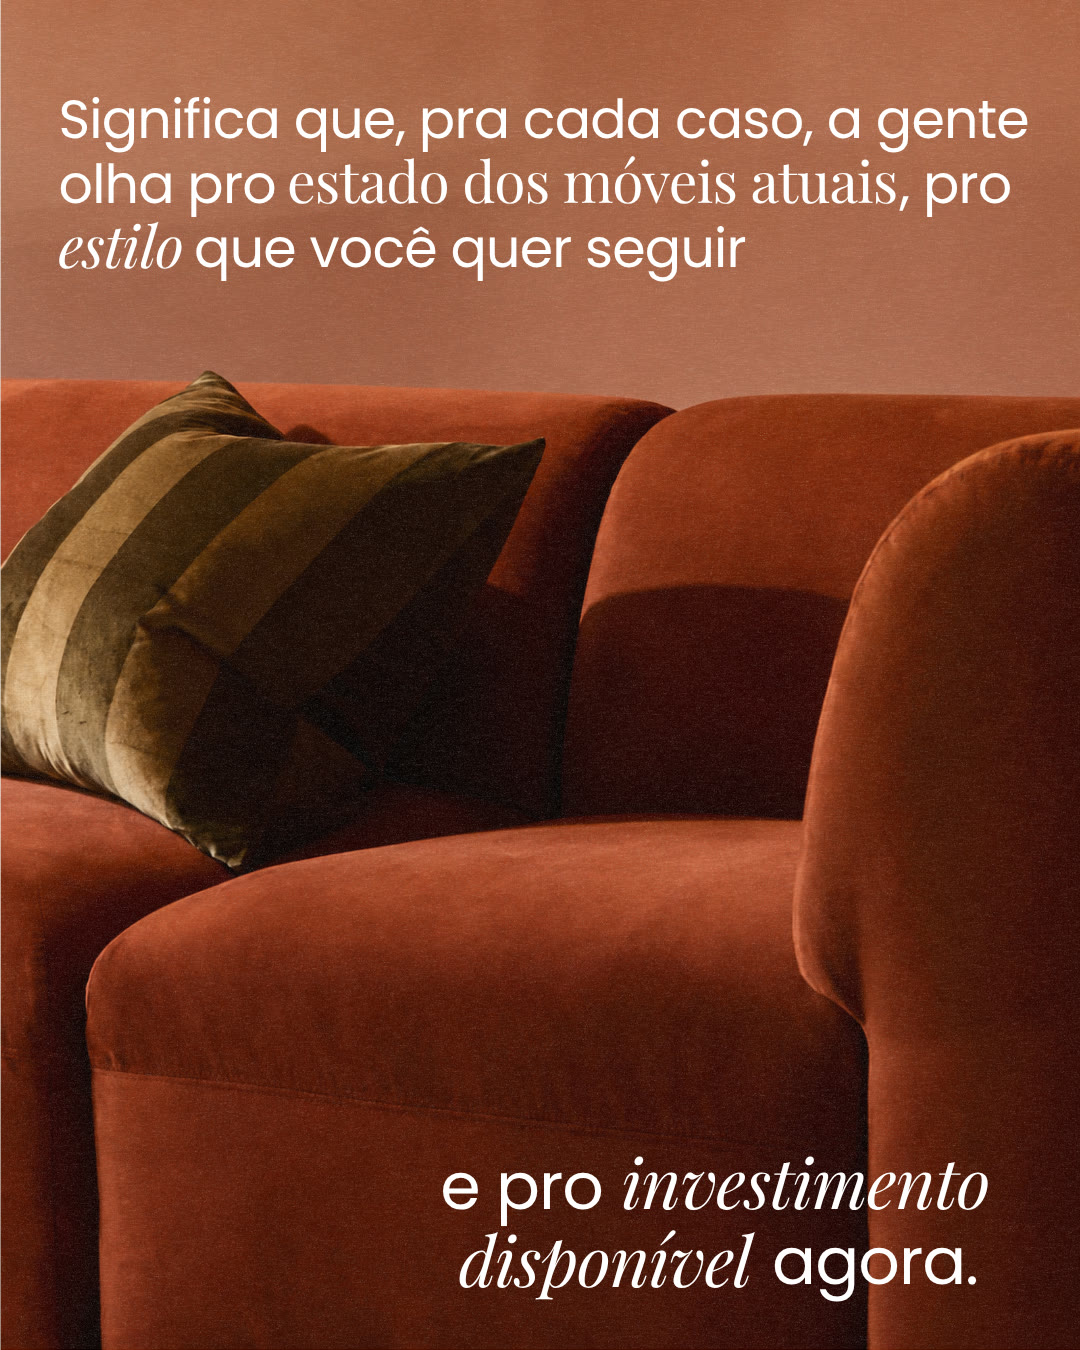 Significa que, pra cada caso, a gente
olha pro estado dos móveis atuais, pro
estilo que você quer seguir
e pro investimento
disponível agora.